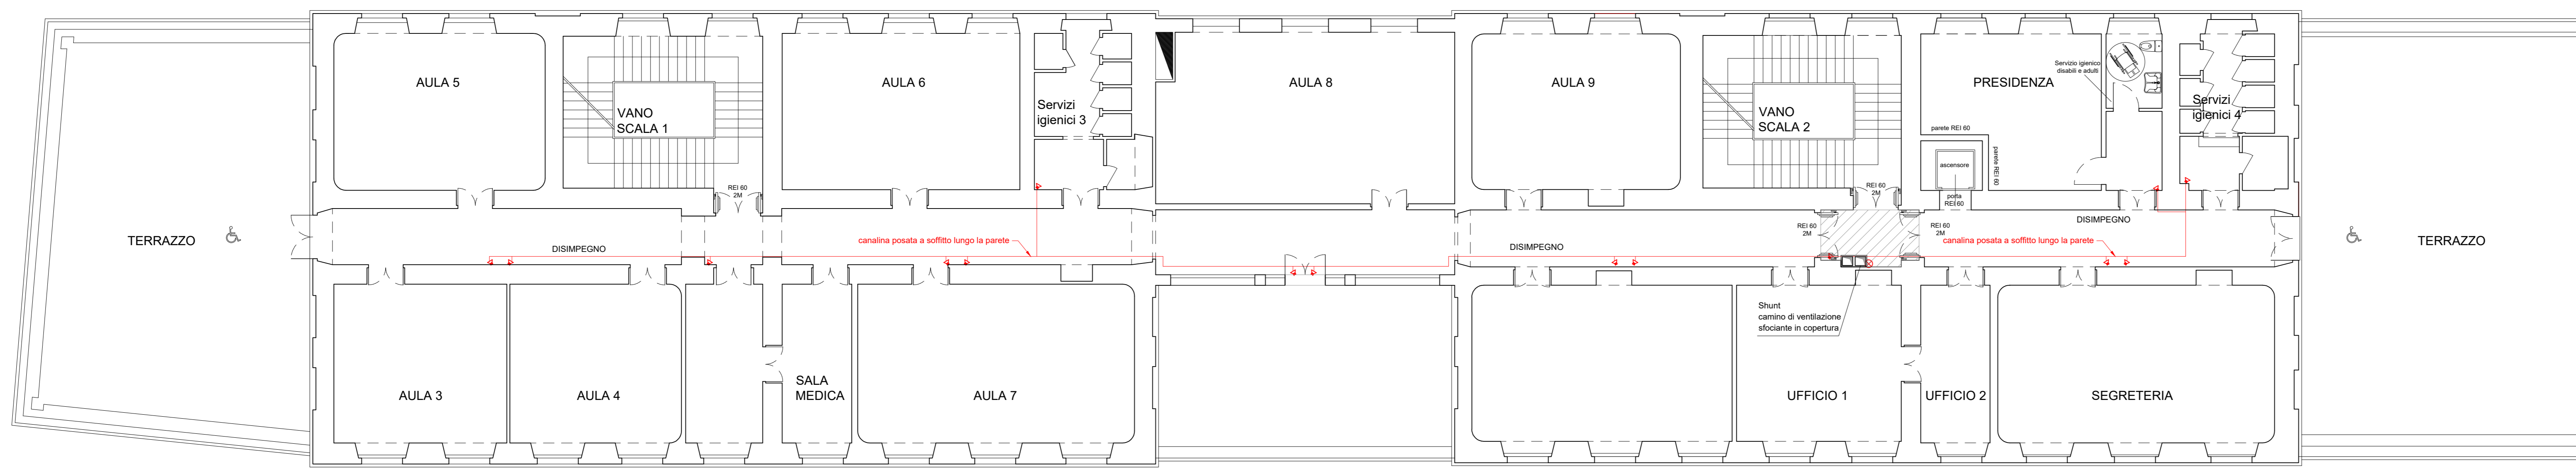 AULA 5
VANO
SCALA 1
AULA 6
Servizi
igienici 3
AULA 8
AULA 9
VANO
SCALA 2
PRESIDENZA
Servizio igienico
disabili e adulti
Servizi
igienici 4
parete REI 60
parete REI 60
ascensore
porta
REI 60
REI 60
2M
REI 60
2M
TERRAZZO
DISIMPEGNO
canalina posata a soffitto lungo la parete
DISIMPEGNO
REI 60
2M
REI 60
2M
DISIMPEGNO
canalina posata a soffitto lungo la parete
TERRAZZO
Shunt
camino di ventilazione
sfociante in copertura
AULA 3
AULA 4
SALA
MEDICA
AULA 7
UFFICIO 1
UFFICIO 2
SEGRETERIA